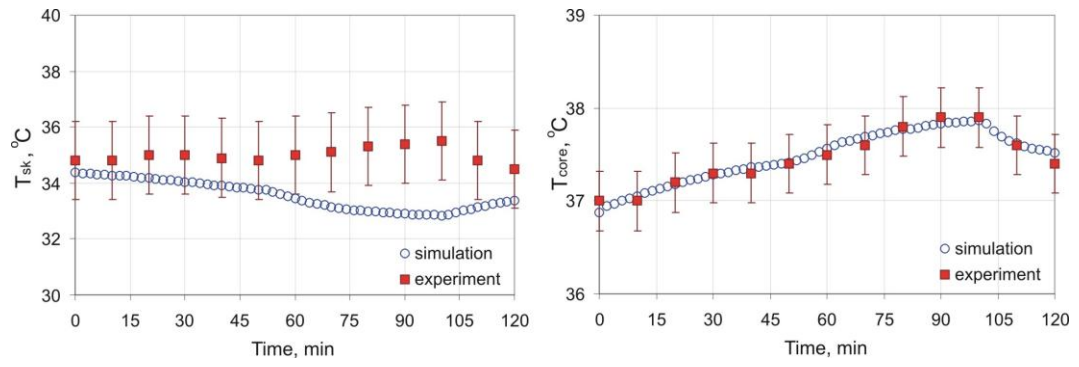 40
38
36
34
32
30
Tsk, °C
simulation
experiment
0 15 30 45 60 75 90 105 120
Time, min
39
38
37
36
Tcore, °C
simulation
experiment
0 15 30 45 60 75 90 105 120
Time, min